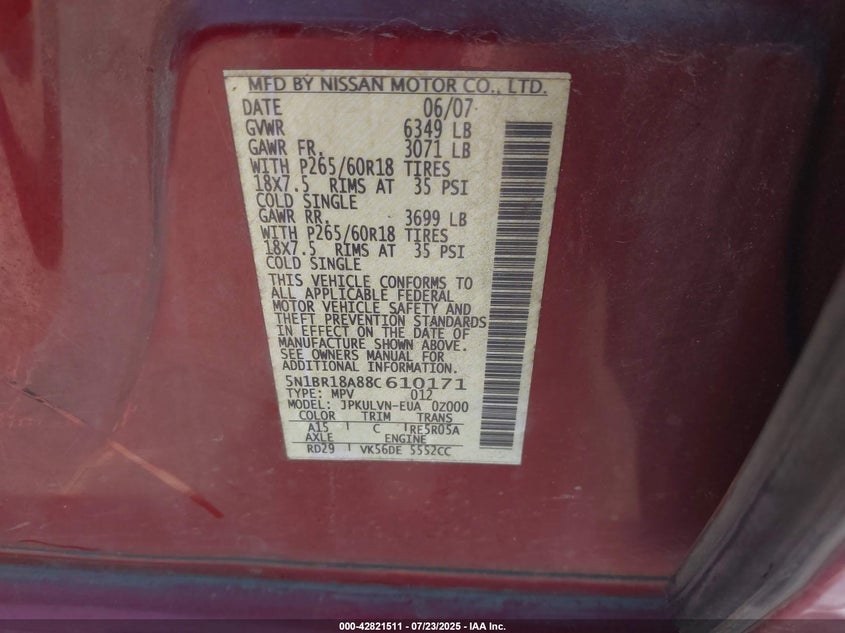 MFD BY NISSAN MOTOR CO., LTD.
DATE 06/07
GVWR 6349 LB
GAWR FR. 3071 LB
WITH P265/60R18 TIRES
18X7.5 RIMS AT 35 PSI
COLD SINGLE
GAWR RR. 3699 LB
WITH P265/60R18 TIRES
18X7.5 RIMS AT 35 PSI
COLD SINGLE
THIS VEHICLE CONFORMS TO
ALL APPLICABLE FEDERAL
MOTOR VEHICLE SAFETY AND
THEFT PREVENTION STANDARDS
IN EFFECT ON THE DATE OF
MANUFACTURE SHOWN ABOVE.
SEE OWNERS MANUAL FOR
ADDITIONAL INFORMATION
5N1BR18A88C610171
TYPE: MPV 012
MODEL: JPKULVN-EUA 0Z000
COLOR TRIM TRANS
A15 C RE5R05A
AXLE ENGINE
RD29 VK56DE 5552CC
000-42821511 - 07/23/2025 - IAA Inc.